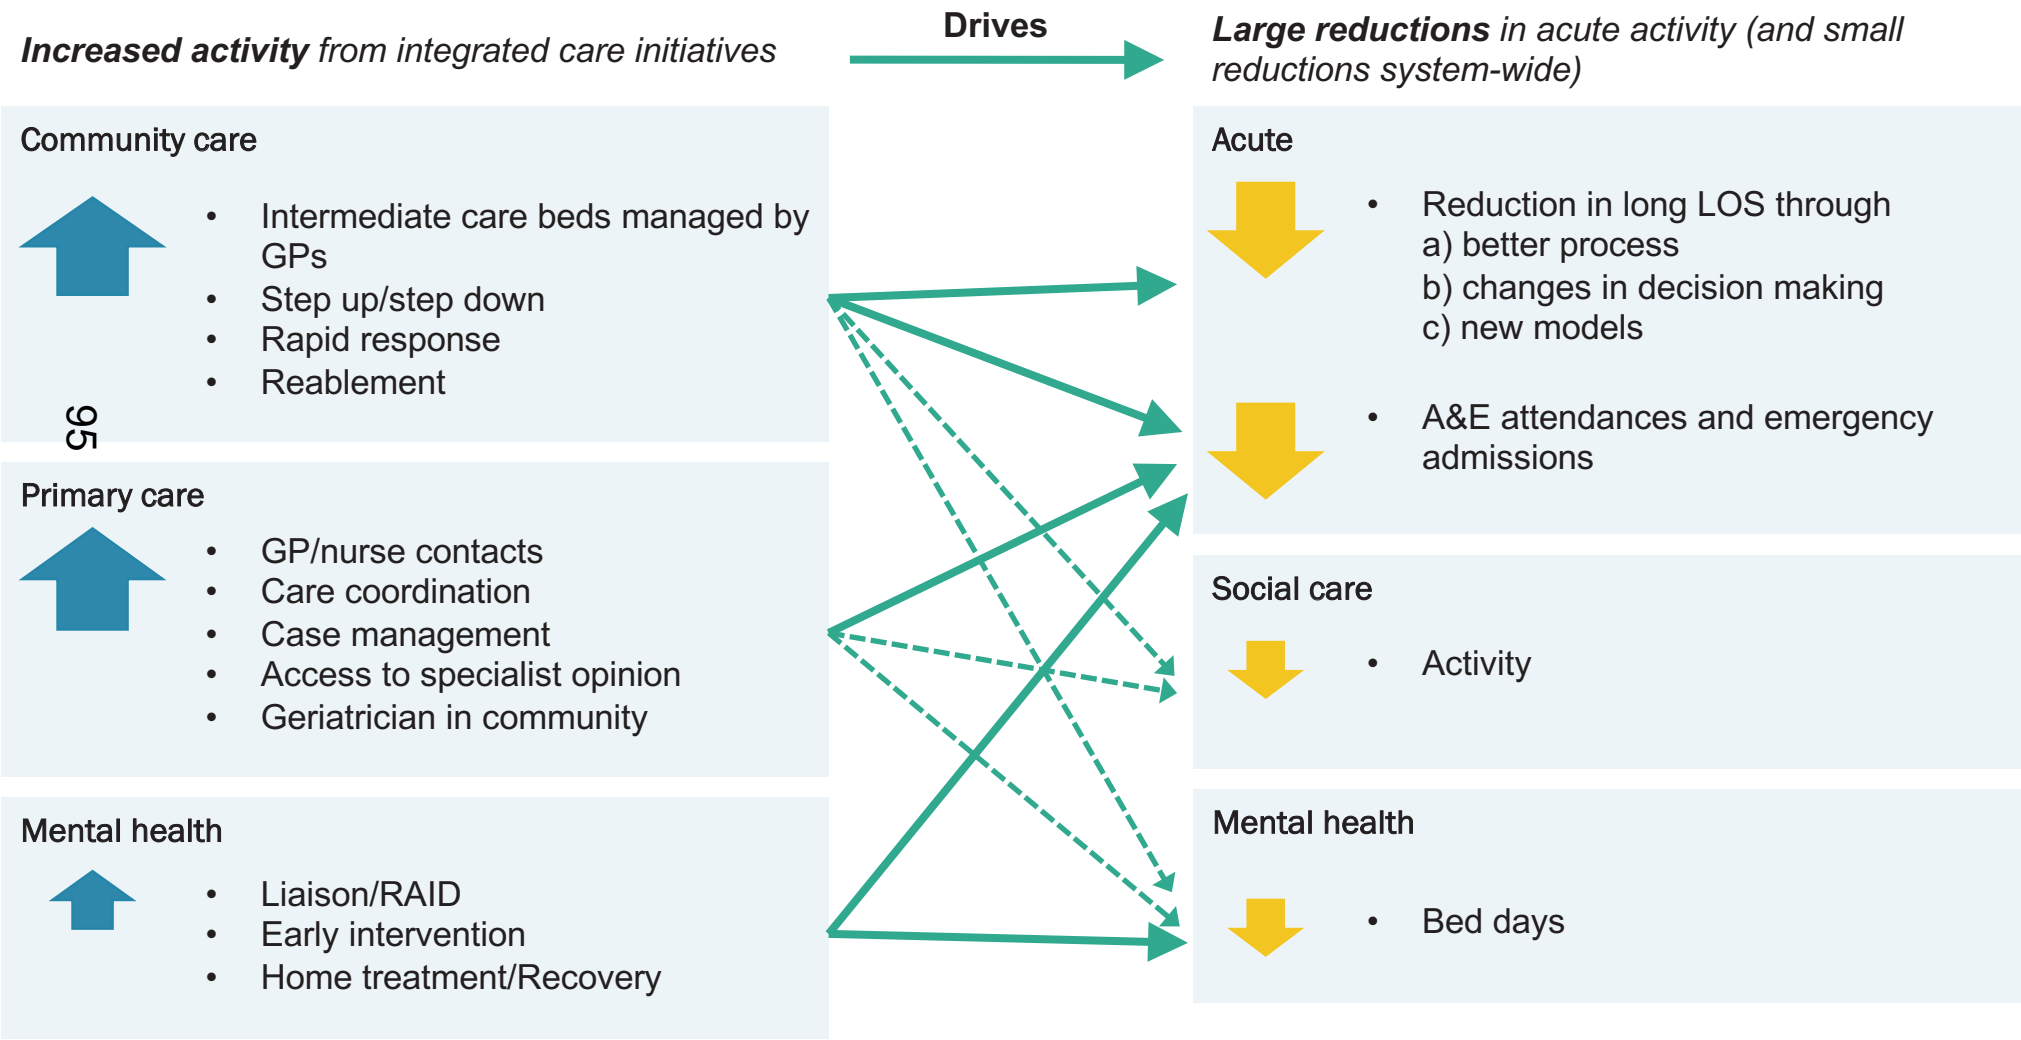 Increased activity from integrated care initiatives
Drives
Large reductions in acute activity (and small
reductions system-wide)
Community care
• Intermediate care beds managed by
GPs
• Step up/step down
• Rapid response
• Reablement
95
Primary care
• GP/nurse contacts
• Care coordination
• Case management
• Access to specialist opinion
• Geriatrician in community
Mental health
• Liaison/RAID
• Early intervention
• Home treatment/Recovery
Acute
• Reduction in long LOS through
a) better process
b) changes in decision making
c) new models
• A&E attendances and emergency
admissions
Social care
• Activity
Mental health
• Bed days